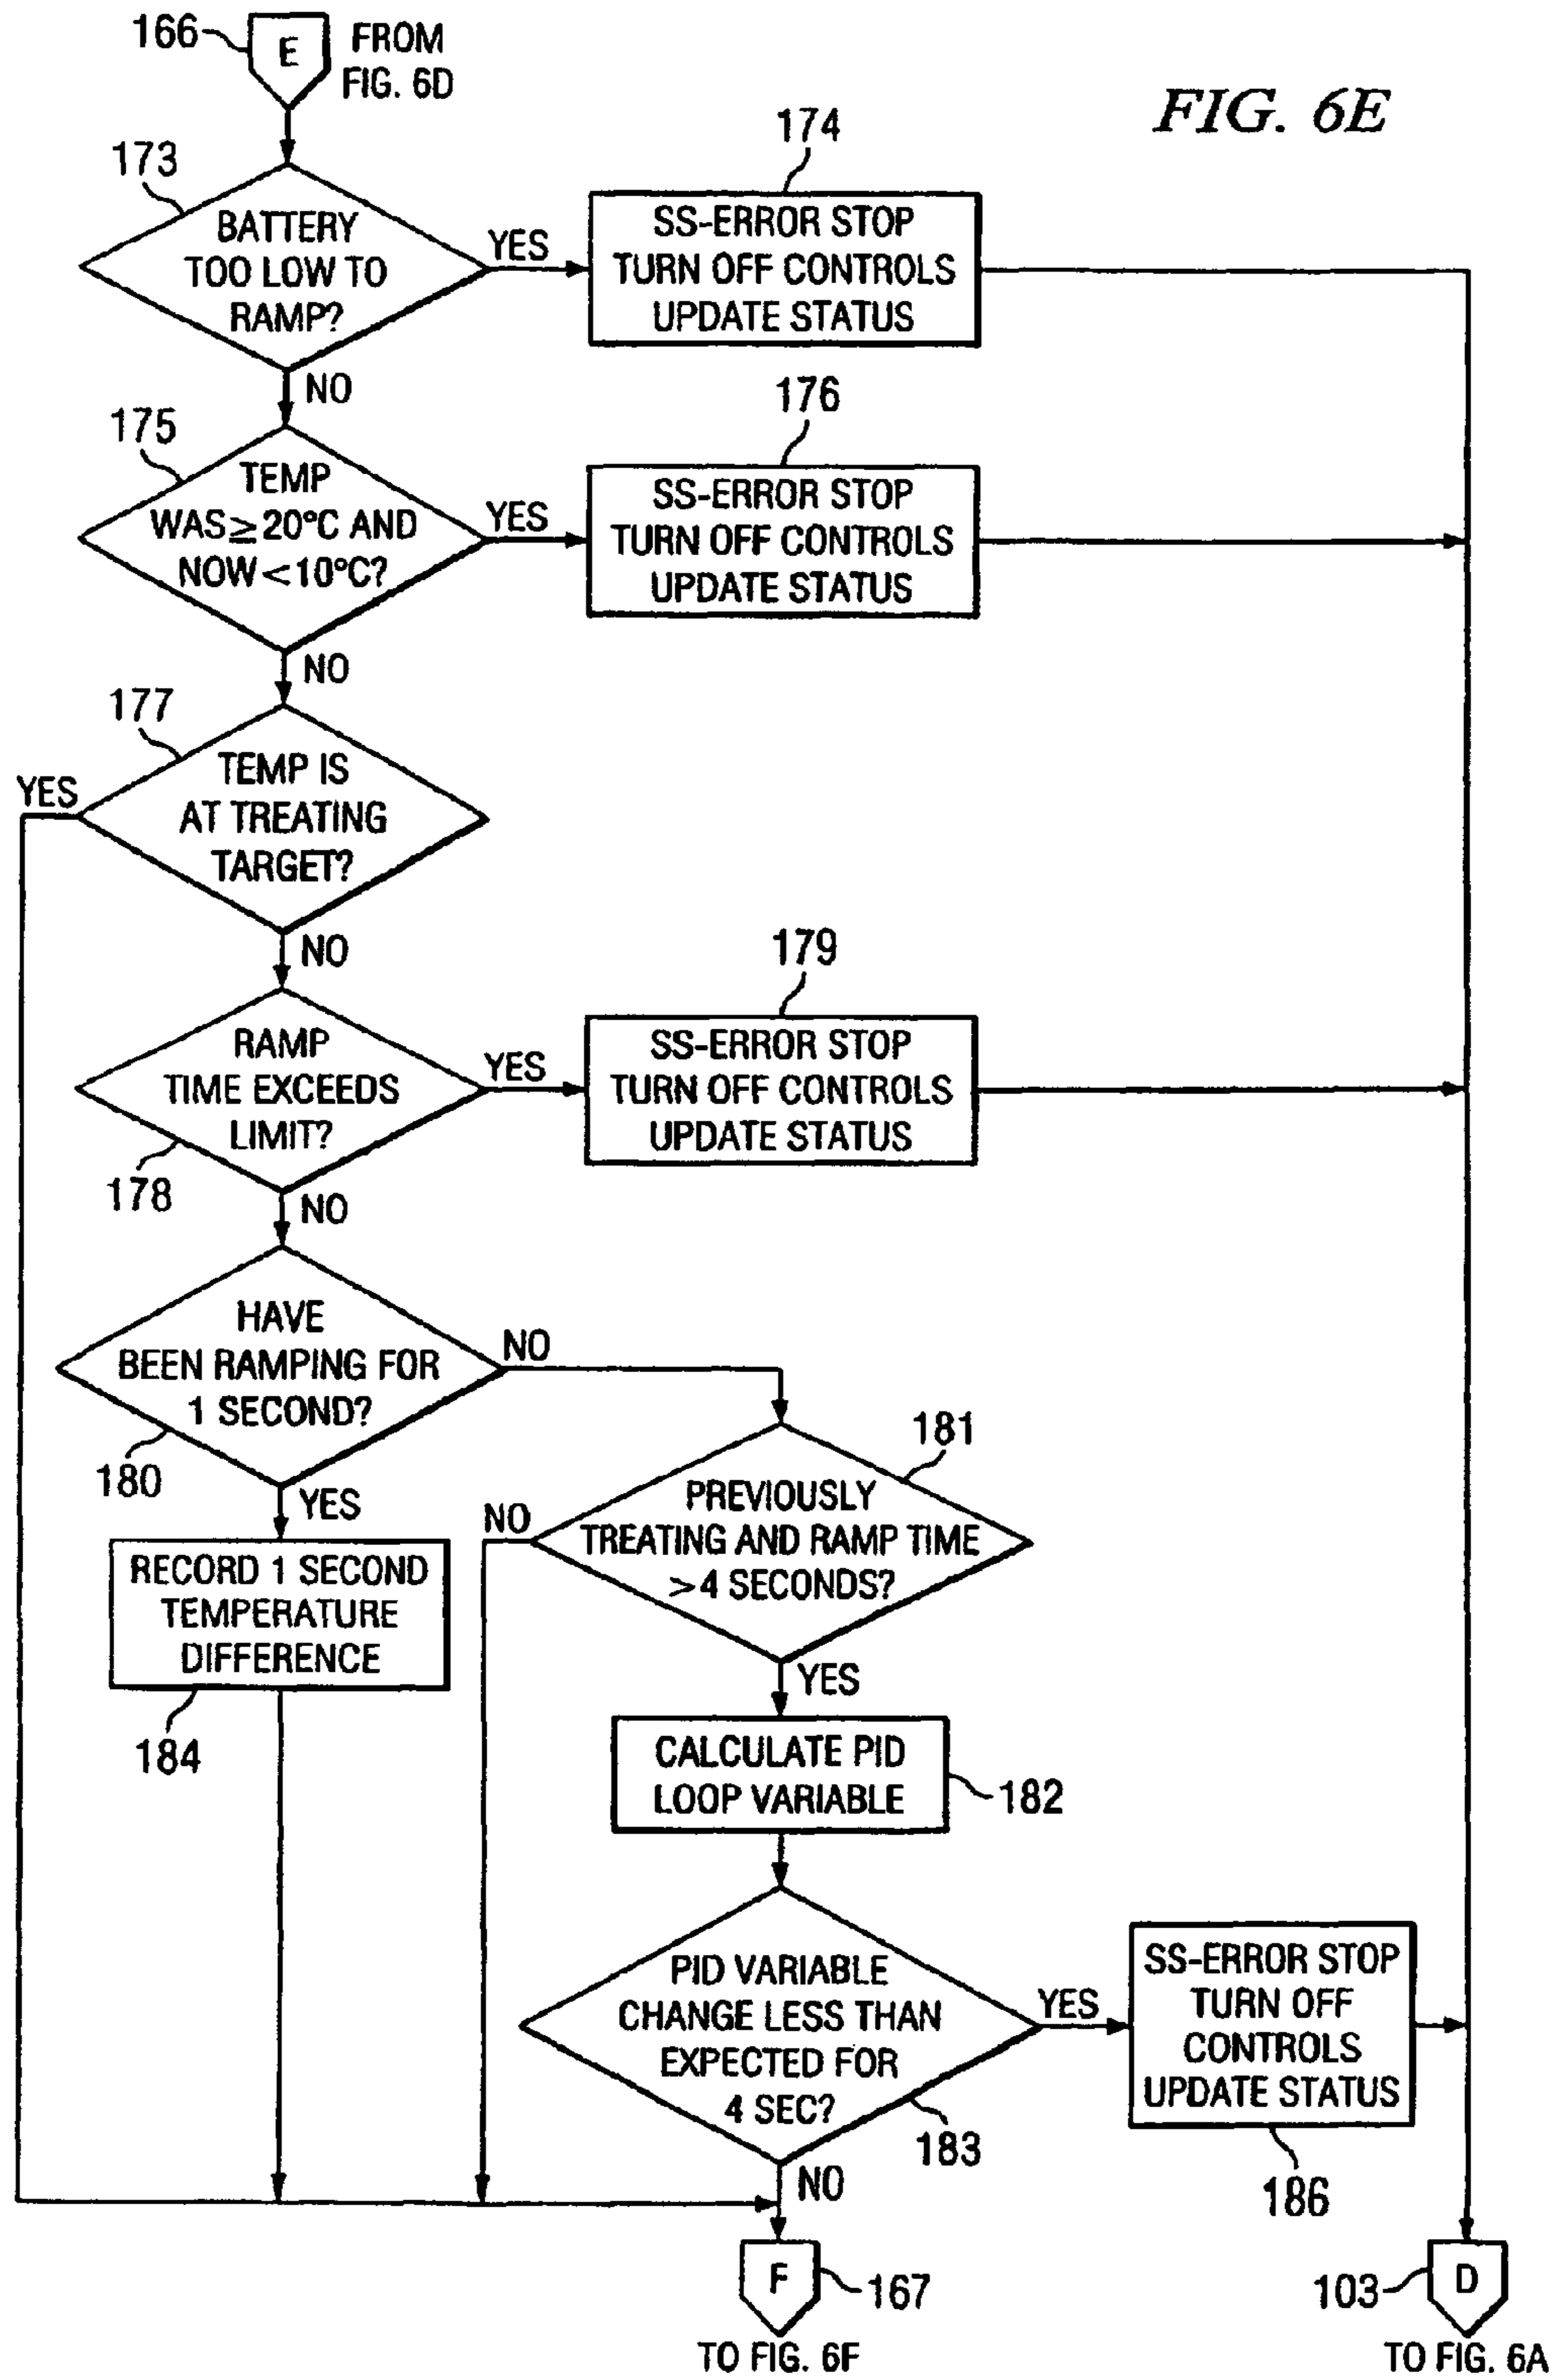 166
E
FROM
FIG. 6D
FIG. 6E
173
BATTERY
TOO LOW TO
RAMP?
YES
174
SS-ERROR STOP
TURN OFF CONTROLS
UPDATE STATUS
NO
175
TEMP
WAS ≥ 20°C AND
NOW < 10°C?
YES
176
SS-ERROR STOP
TURN OFF CONTROLS
UPDATE STATUS
NO
177
YES
TEMP IS
AT TREATING
TARGET?
NO
RAMP
TIME EXCEEDS
LIMIT?
178
YES
179
SS-ERROR STOP
TURN OFF CONTROLS
UPDATE STATUS
NO
HAVE
BEEN RAMPING FOR
1 SECOND?
180
NO
YES
181
PREVIOUSLY
TREATING AND RAMP TIME
> 4 SECONDS?
NO
RECORD 1 SECOND
TEMPERATURE
DIFFERENCE
184
YES
CALCULATE PID
LOOP VARIABLE
182
PID VARIABLE
CHANGE LESS THAN
EXPECTED FOR
4 SEC?
183
YES
SS-ERROR STOP
TURN OFF
CONTROLS
UPDATE STATUS
186
NO
F
167
TO FIG. 6F
103
D
TO FIG. 6A